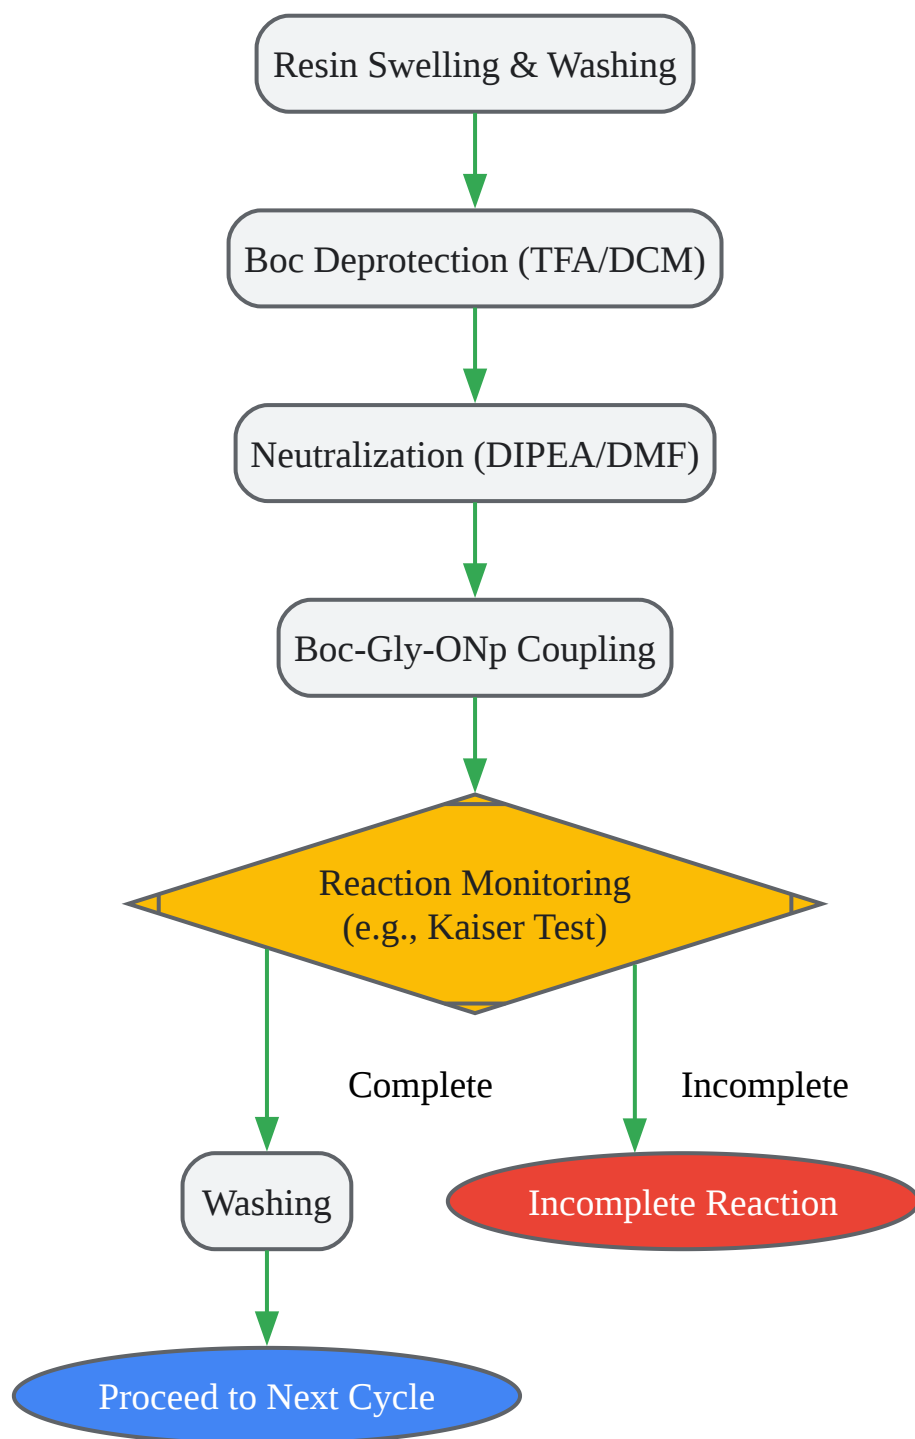 Resin Swelling & Washing
Boc Deprotection (TFA/DCM)
Neutralization (DIPEA/DMF)
Boc-Gly-ONp Coupling
Reaction Monitoring
(e.g., Kaiser Test)
Complete
Incomplete
Washing
Incomplete Reaction
Proceed to Next Cycle